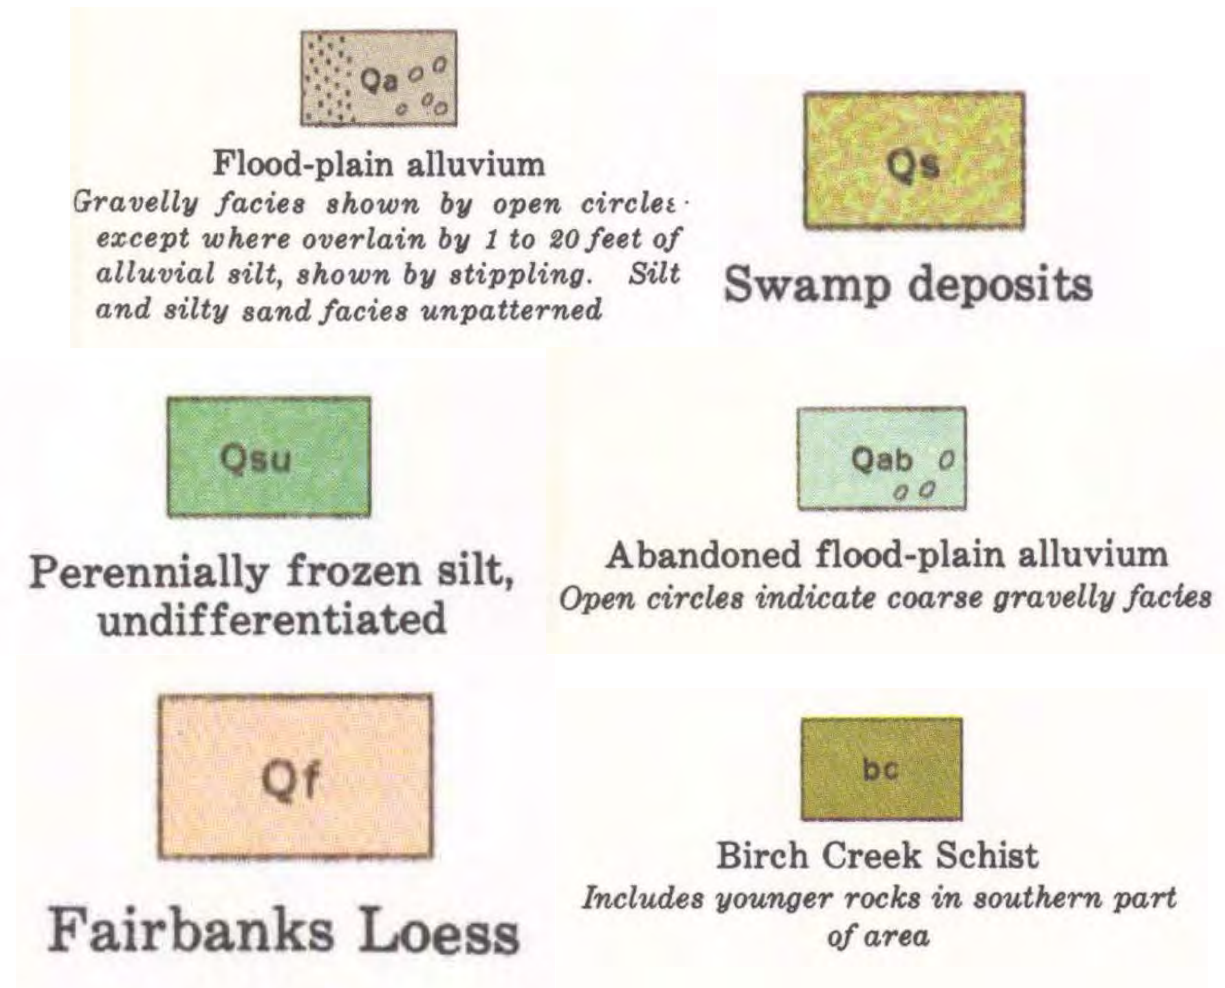 Qa
Flood-plain alluvium
Gravelly facies shown by open circles
except where overlain by 1 to 20 feet of
alluvial silt, shown by stippling. Silt
and silty sand facies unpatterned
Qs
Swamp deposits
Qsu
Perennially frozen silt,
undifferentiated
Qab
Abandoned flood-plain alluvium
Open circles indicate coarse gravelly facies
Qf
Fairbanks Loess
bc
Birch Creek Schist
Includes younger rocks in southern part
of area